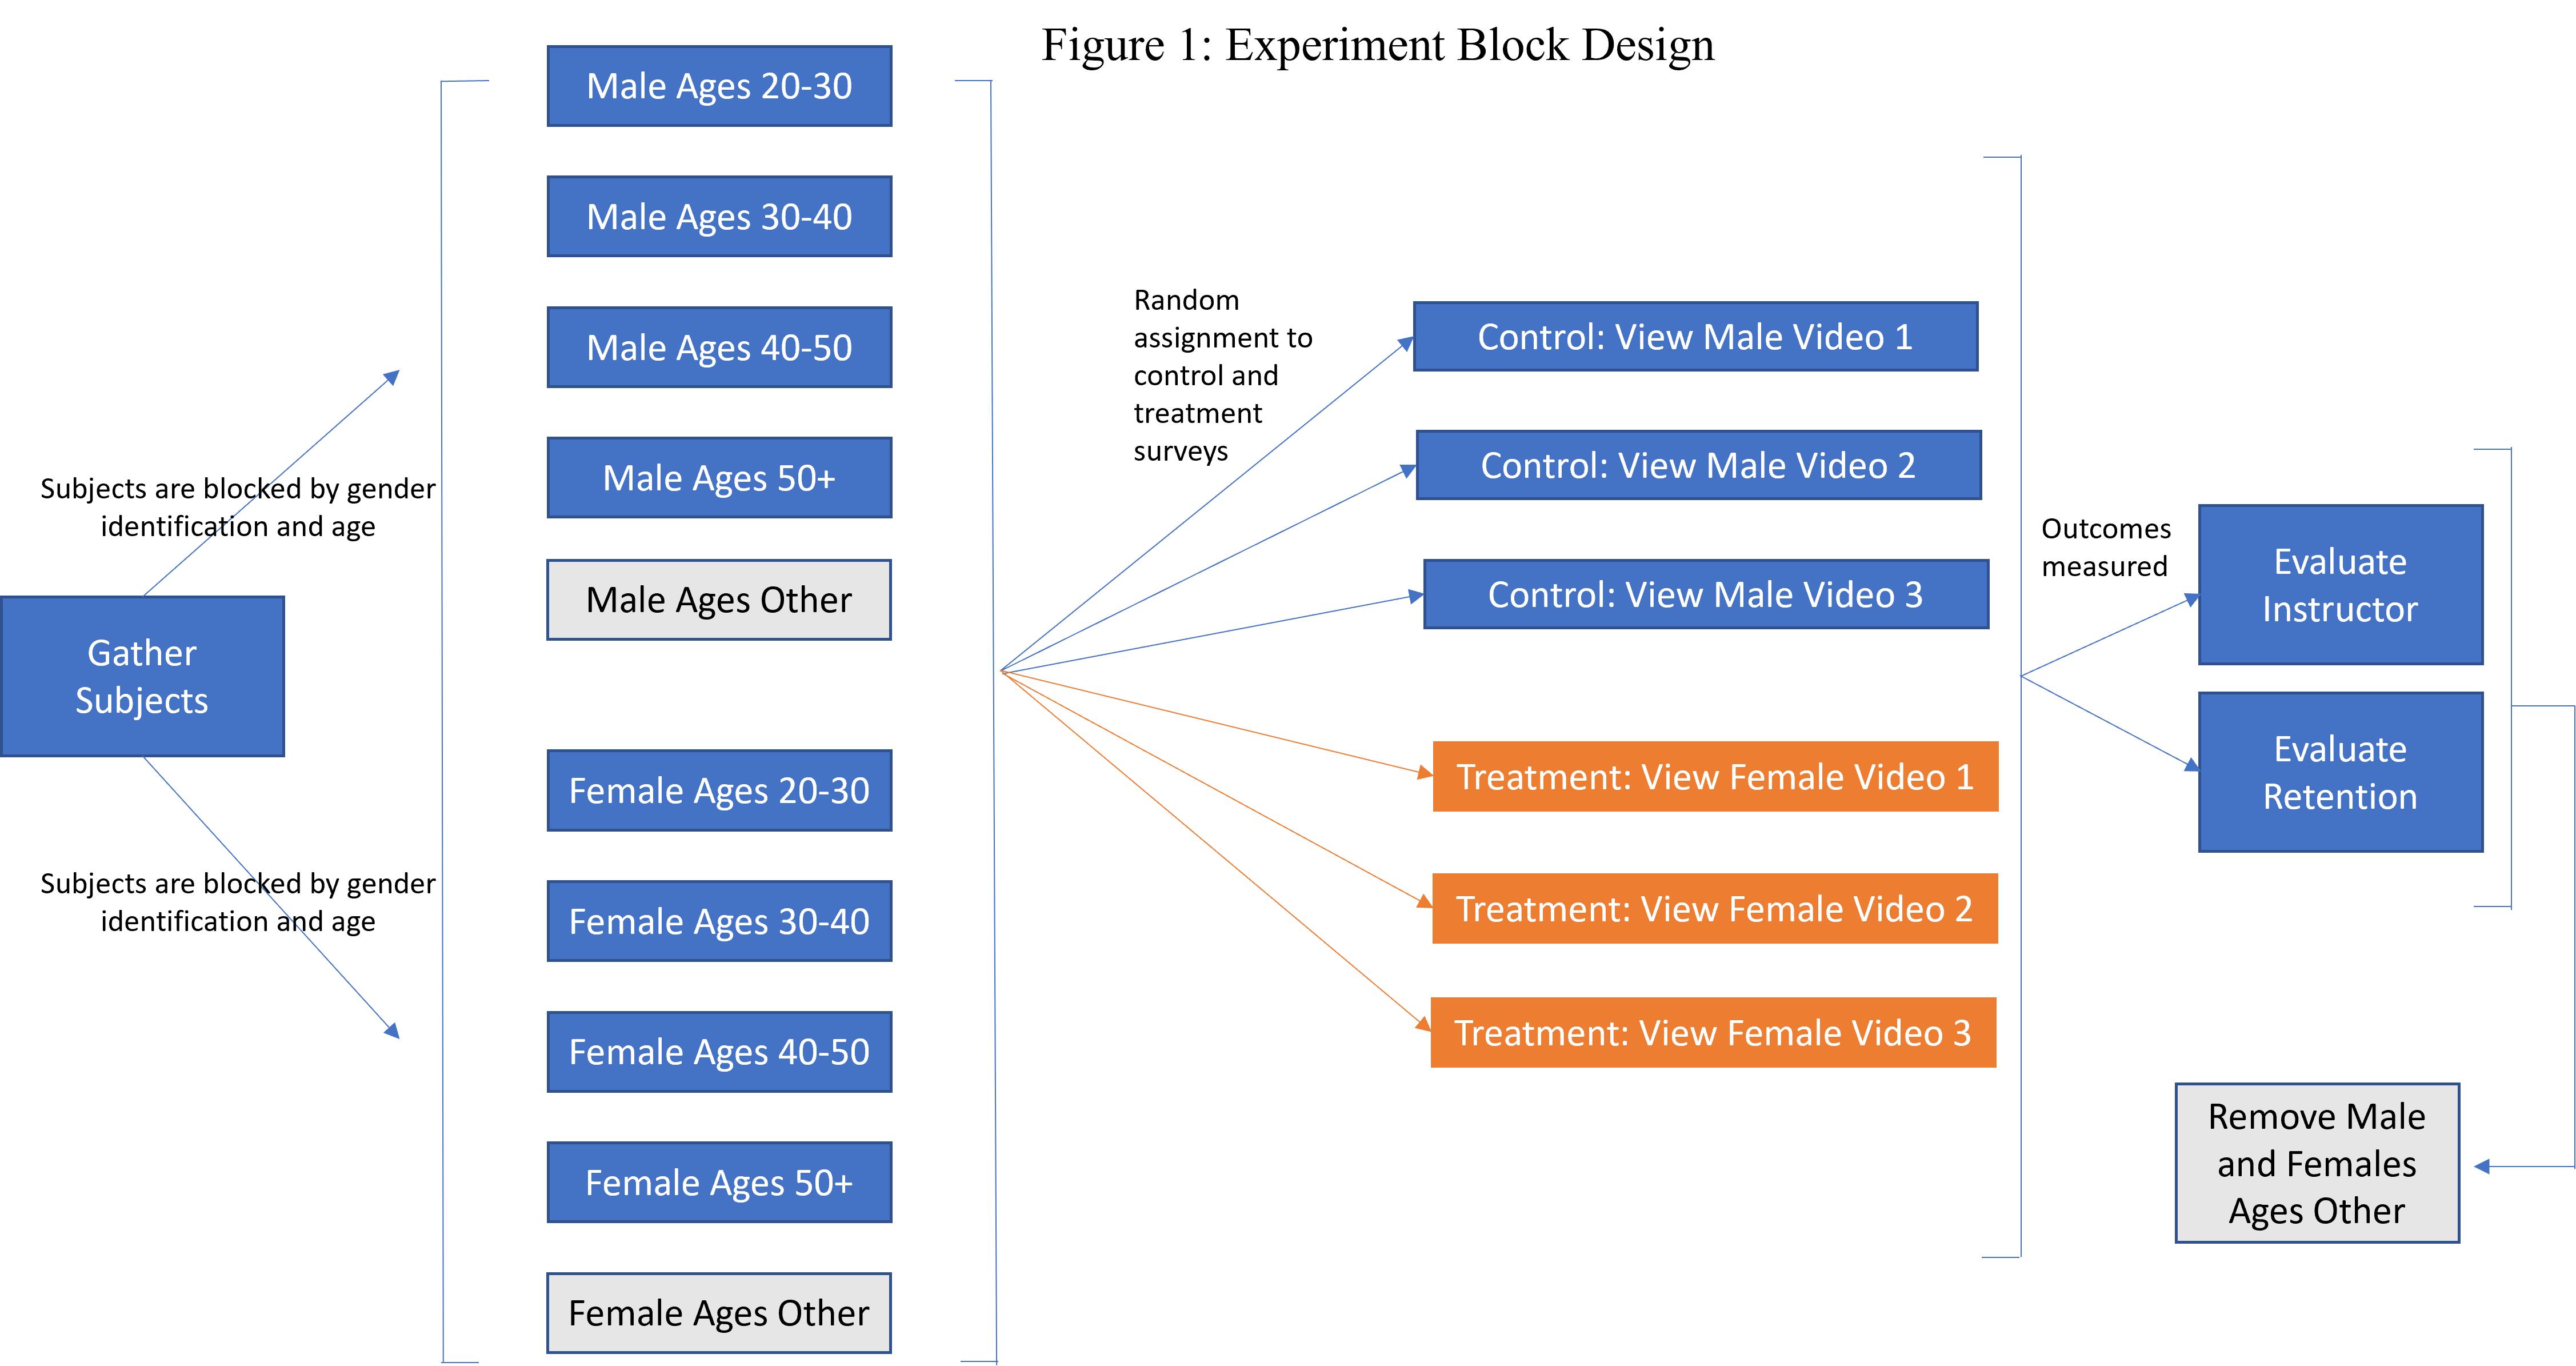 Figure 1: Experiment Block Design
Gather
Subjects
Subjects are blocked by gender
identification and age
Subjects are blocked by gender
identification and age
Male Ages 20-30
Male Ages 30-40
Male Ages 40-50
Male Ages 50+
Male Ages Other
Female Ages 20-30
Female Ages 30-40
Female Ages 40-50
Female Ages 50+
Female Ages Other
Random
assignment to
control and
treatment
surveys
Control: View Male Video 1
Control: View Male Video 2
Control: View Male Video 3
Treatment: View Female Video 1
Treatment: View Female Video 2
Treatment: View Female Video 3
Outcomes
measured
Evaluate
Instructor
Evaluate
Retention
Remove Male
and Females
Ages Other